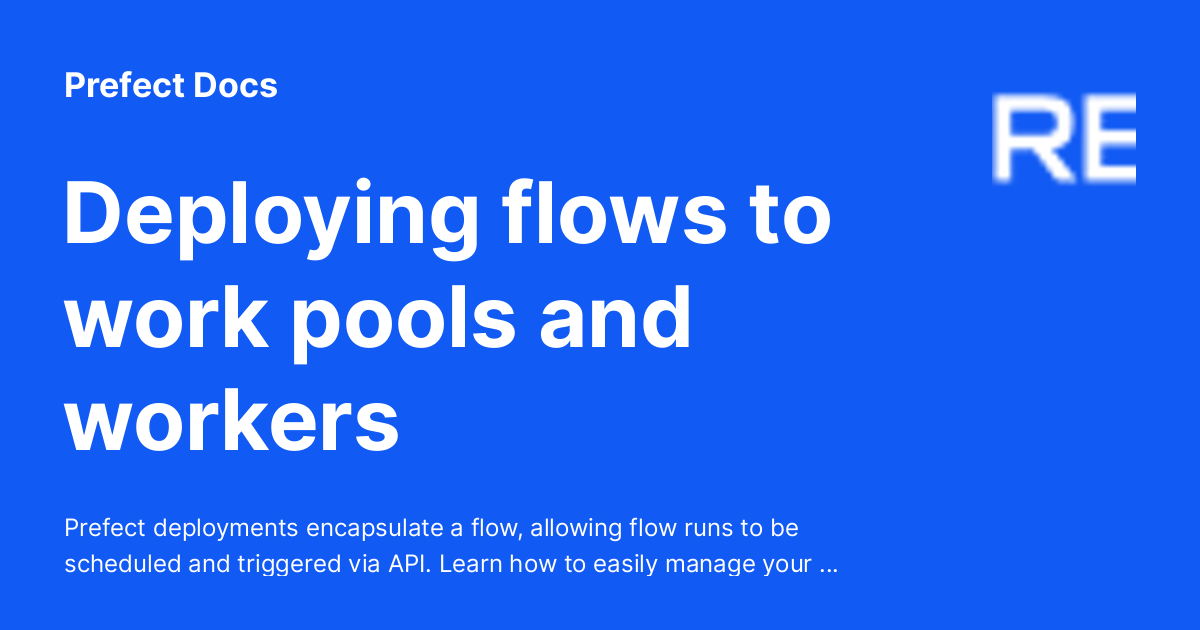 Prefect Docs
RE
Deploying flows to
work pools and
workers
Prefect deployments encapsulate a flow, allowing flow runs to be
scheduled and triggered via API. Learn how to easily manage your ...